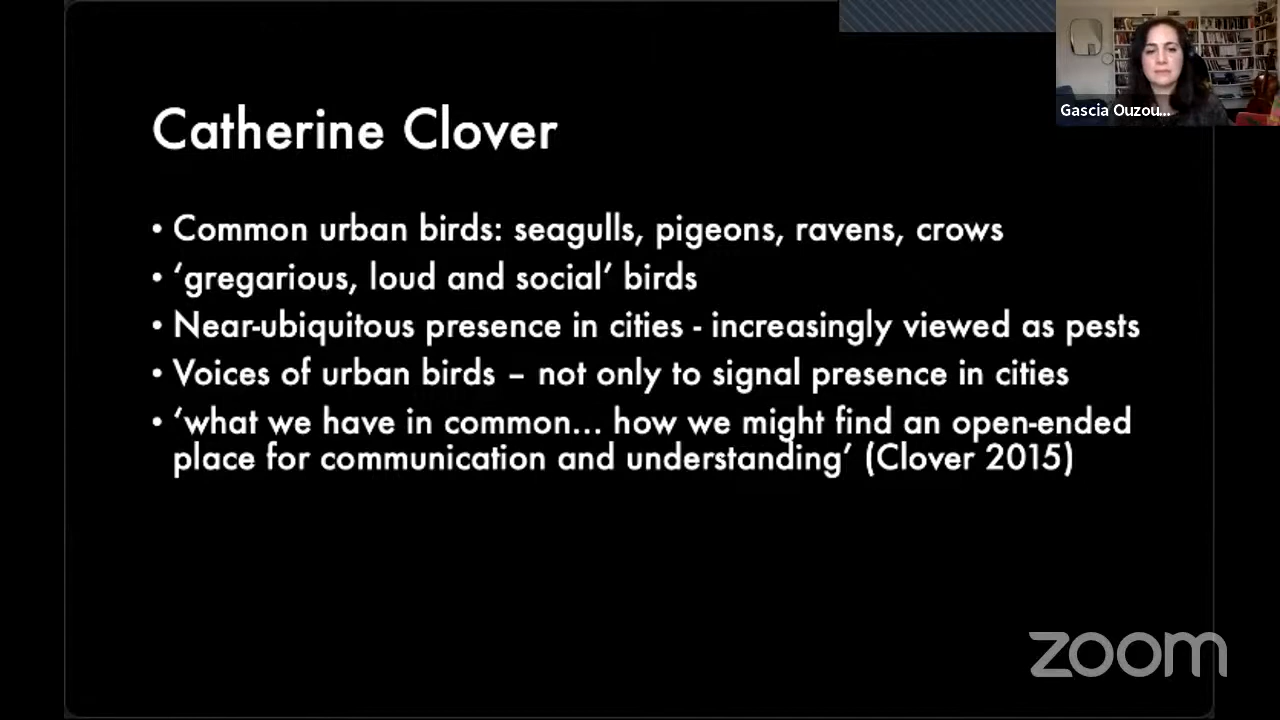 Gascia Ouzou...
Catherine Clover
• Common urban birds: seagulls, pigeons, ravens, crows
• ‘gregarious, loud and social’ birds
• Near-ubiquitous presence in cities - increasingly viewed as pests
• Voices of urban birds – not only to signal presence in cities
• ‘what we have in common... how we might find an open-ended
place for communication and understanding’ (Clover 2015)
zoom